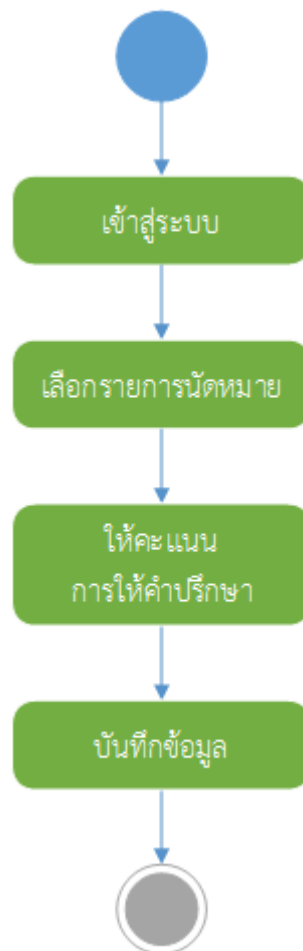 เข้าสู่ระบบ
เลือกรายการนัดหมาย
ให้คะแนน
การให้คำปรึกษา
บันทึกข้อมูล